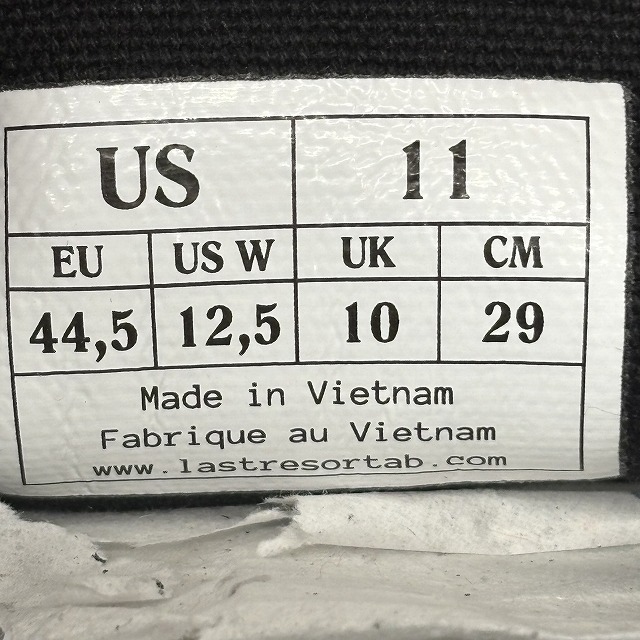 US 11
EU US W UK CM
44,5 12,5 10 29
Made in Vietnam
Fabrique au Vietnam
www.lastresortab.com